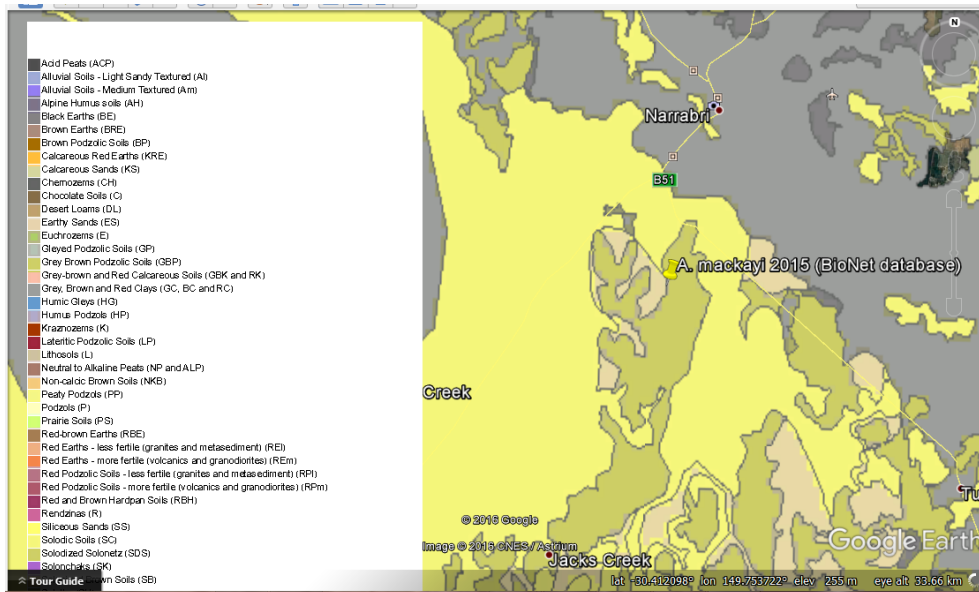 Acid Peats (ACP)
Alluvial Soils - Light Sandy Textured (Al)
Alluvial Soils - Medium Textured (Am)
Alpine Humus soils (AH)
Black Earths (BE)
Brown Earths (BRE)
Brown Podzolic Soils (BP)
Calcareous Red Earths (KRE)
Calcareous Sands (KS)
Chernozems (CH)
Chocolate Soils (C)
Desert Loams (DL)
Earthy Sands (ES)
Euchrozems (E)
Gleyed Podzolic Soils (GP)
Grey Brown Podzolic Soils (GBP)
Grey-brown and Red Calcareous Soils (GBK and RK)
Grey, Brown and Red Clays (GC, BC and RC)
Humic Gleys (HG)
Humus Podzols (HP)
Kraznozems (K)
Lateritic Podzolic Soils (LP)
Lithosols (L)
Neutral to Alkaline Peats (NP and ALP)
Non-calcic Brown Soils (NKB)
Peaty Podzols (PP)
Podzols (P)
Prairie Soils (PS)
Red-brown Earths (RBE)
Red Earths - less fertile (granites and metasediment) (REl)
Red Earths - more fertile (volcanics and granodiorites) (REm)
Red Podzolic Soils - less fertile (granites and metasediment) (RPl)
Red Podzolic Soils - more fertile (volcanics and granodiorites) (RPm)
Red and Brown Hardpan Soils (RBH)
Rendzinas (R)
Siliceous Sands (SS)
Solodic Soils (SC)
Solodized Solonetz (SDS)
Solonchaks (SK)
Soils (SB)
Tour Guide
N
Narrabri
B51
A. mackayi 2015 (BioNet database)
Creek
Tu
© 2016 Google
Image © 2015 CNES / Astrium
Jacks Creek
Google Earth
lat -30.412098° lon 149.753722° elev 255 m eye alt 33.66 km